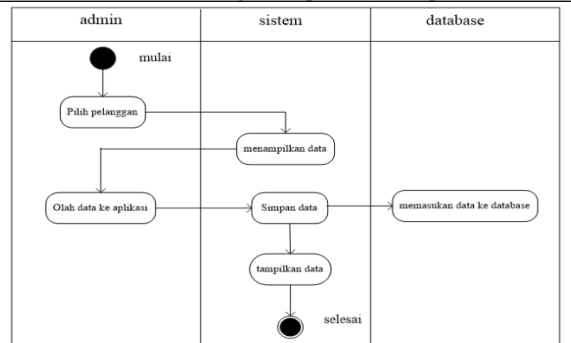 admin
sistem
database
mulai
Pilih pelanggan
menampilkan data
Olah data ke aplikasi
Simpan data
memasukan data ke database
tampilkan data
selesai